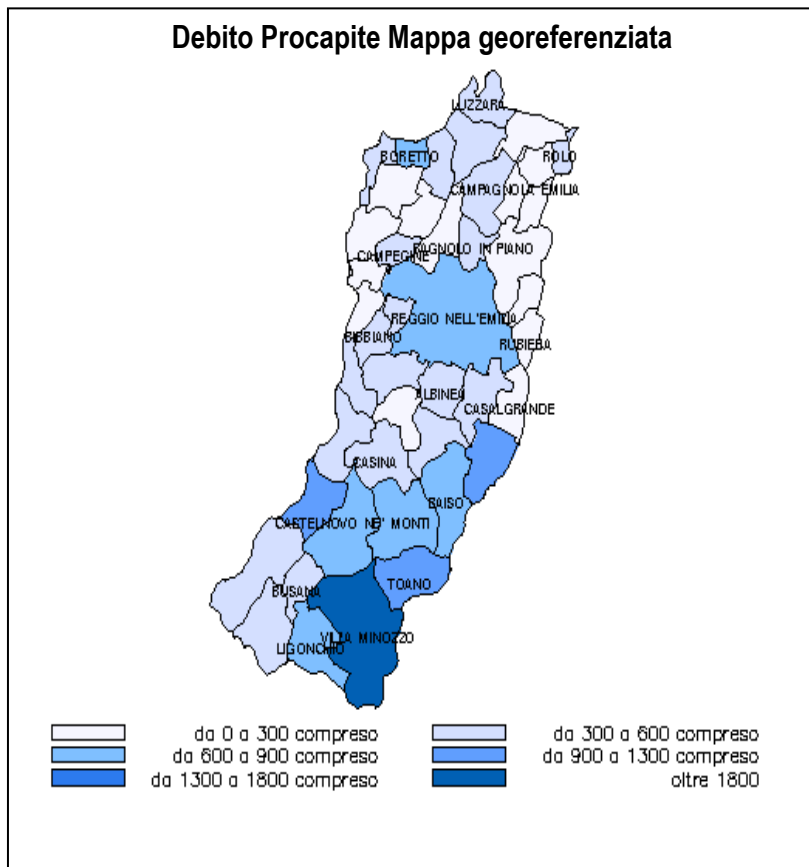 Debito Procapite Mappa georeferenziata
LUZZARA
BORETTO
ROLO
CAMPAGNOLA EMILIA
BAGNOLO IN PIANO
CAMPEGINE
REGGIO NELL'EMILIA
BIBBIANO
RUBIERA
ALBINEA
CASALGRANDE
CASINA
BAISO
CASTELNOVO NE' MONTI
TOANO
BUSANA
VILLA MINOZZO
LIGONCHIO
da 0 a 300 compreso
da 300 a 600 compreso
da 600 a 900 compreso
da 900 a 1300 compreso
da 1300 a 1800 compreso
oltre 1800